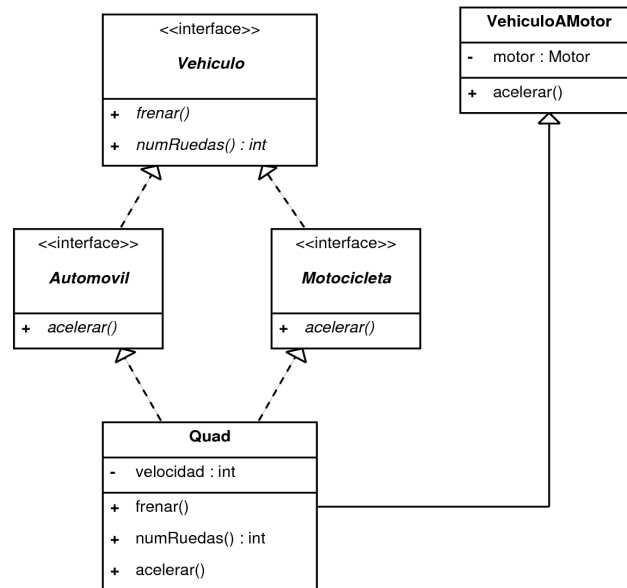 <<interface>>
Vehiculo
+ frenar()
+ numRuedas() : int
VehiculoAMotor
- motor : Motor
+ acelerar()
<<interface>>
Automovil
+ acelerar()
<<interface>>
Motocicleta
+ acelerar()
Quad
- velocidad : int
+ frenar()
+ numRuedas() : int
+ acelerar()